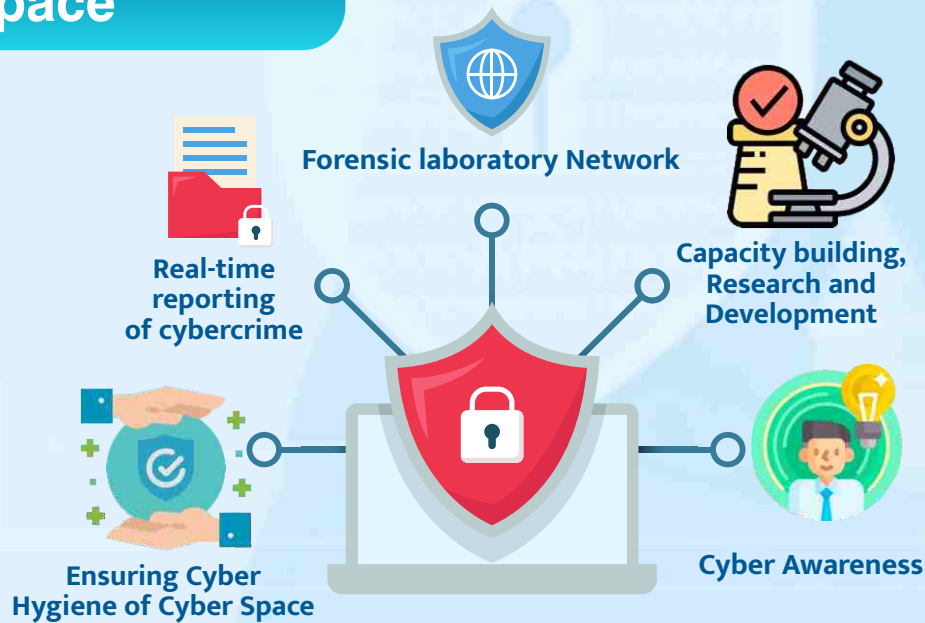 pace
Forensic laboratory Network
Real-time
reporting
of cybercrime
Capacity building,
Research and
Development
Ensuring Cyber
Hygiene of Cyber Space
Cyber Awareness